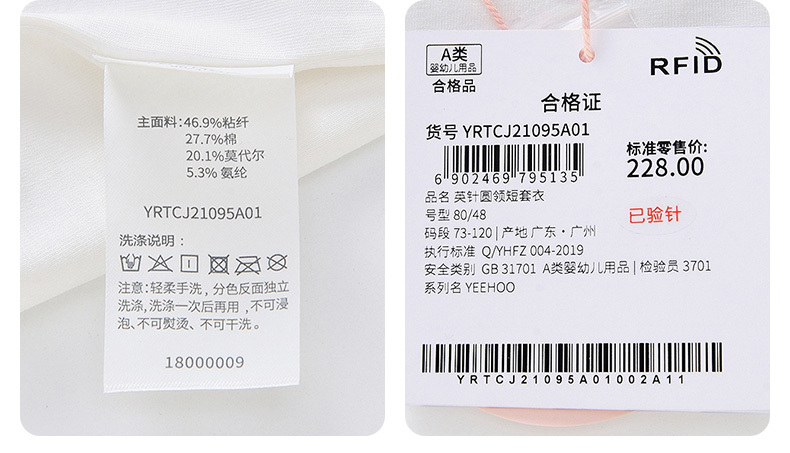 主面料:46.9%粘纤
27.7%棉
20.1%莫代尔
5.3% 氨纶
YRTCJ21095A01
洗涤说明：
注意:轻柔手洗,分色反面独立
洗涤,洗涤一次后再用,不可浸
泡、不可熨烫、不可干洗。
18000009
A类
婴幼儿用品
合格品
RFID
合格证
货号 YRTCJ21095A01
6 902469 795135
标准零售价:
228.00
品名 英针圆领短套衣
号型 80/48
已验针
码段 73-120 | 产地 广东·广州
执行标准 Q/YHFZ 004-2019
安全类别 GB 31701 A类婴幼儿用品 | 检验员 3701
系列名 YEEHOO
YRTCJ21095A01002A11